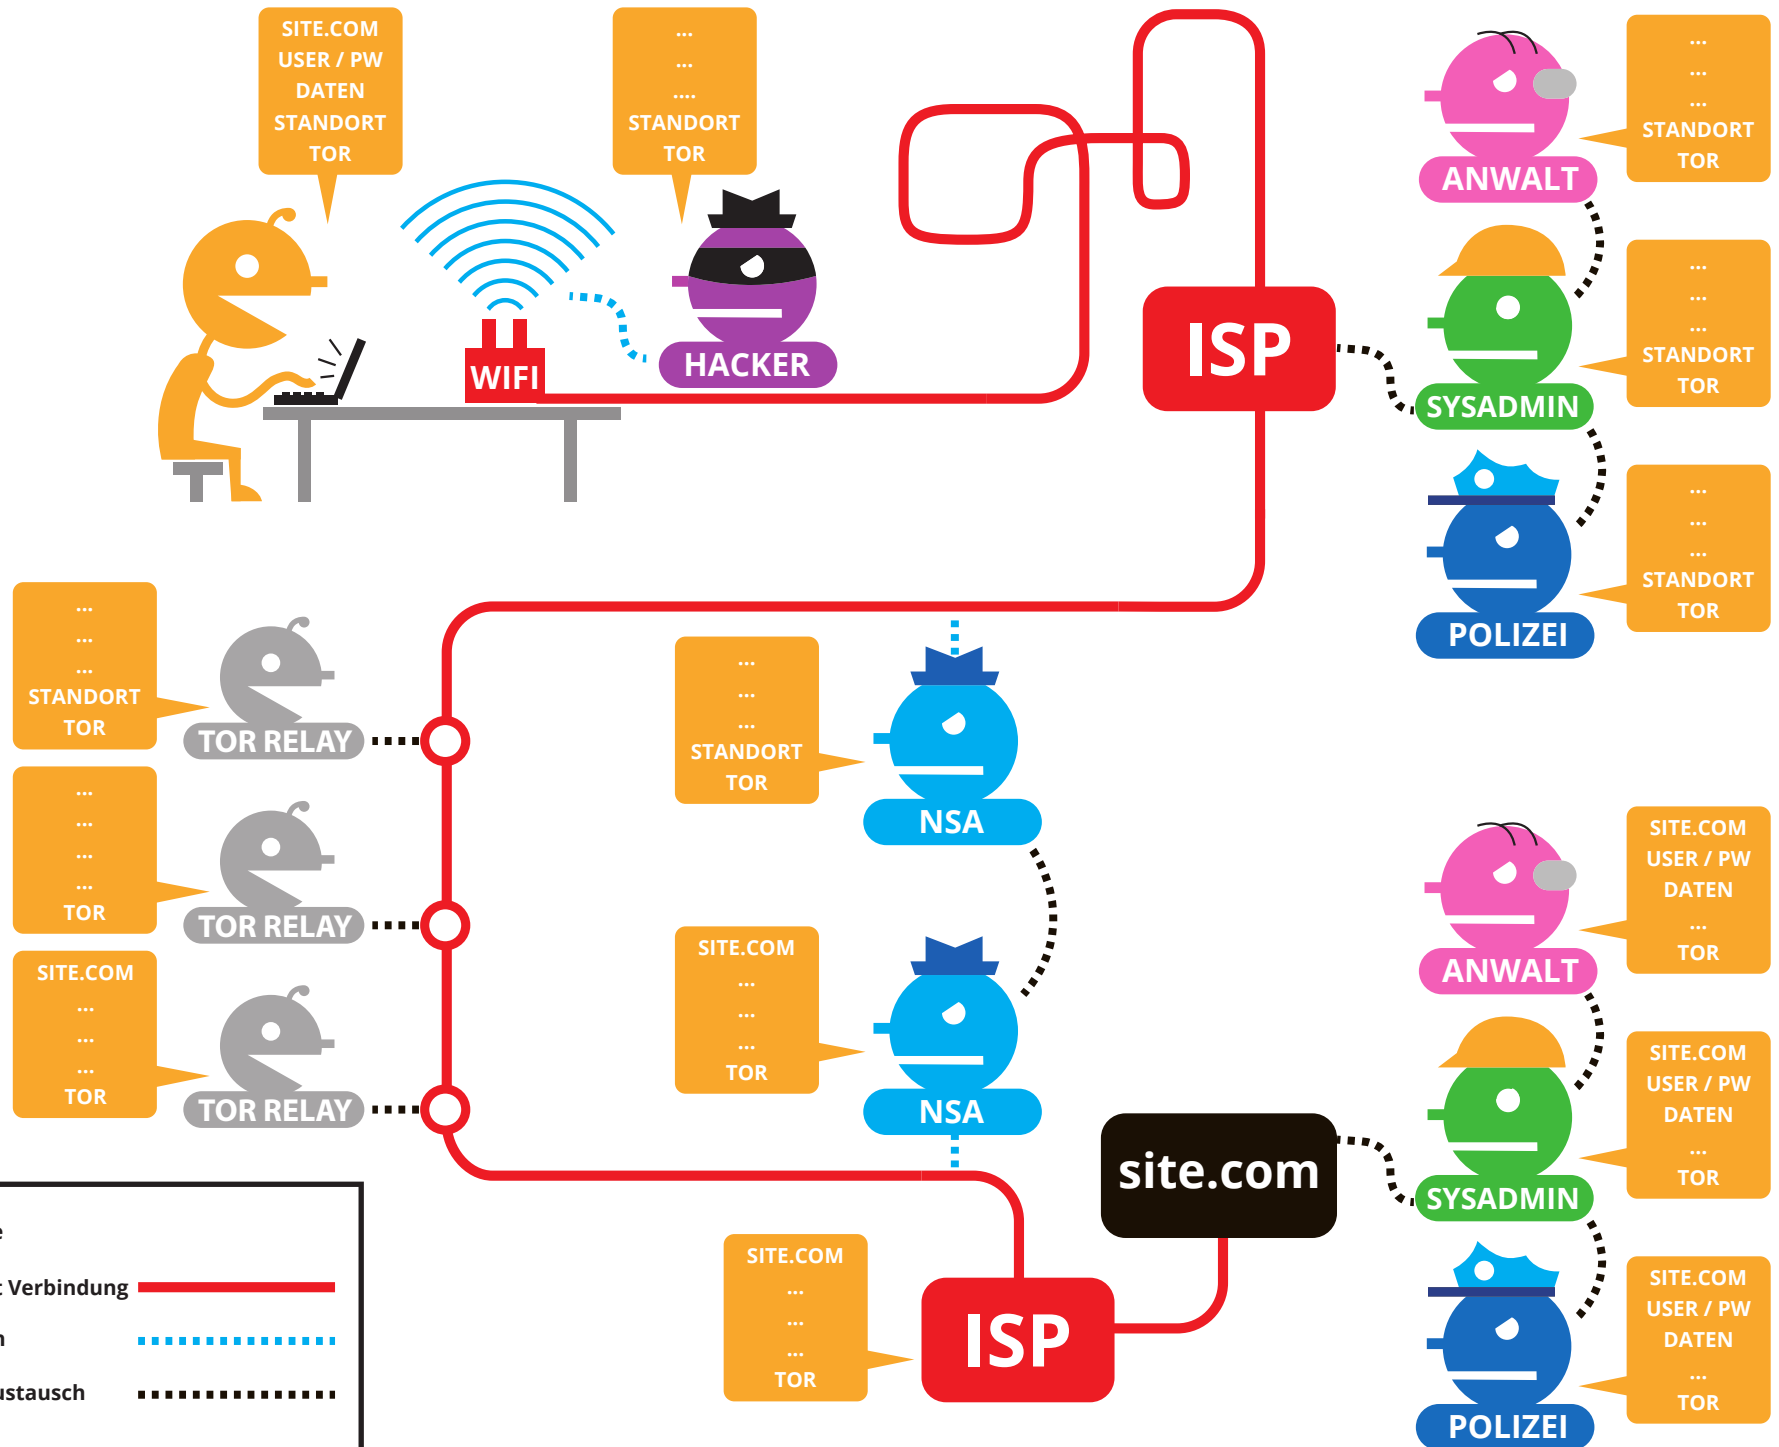 SITE.COM
USER / PW
DATEN
STANDORT
TOR
...
...
....
STANDORT
TOR
WIFI
HACKER
ISP
...
...
...
STANDORT
TOR
ANWALT
...
...
...
STANDORT
TOR
SYSADMIN
...
...
...
STANDORT
TOR
POLIZEI
...
...
...
STANDORT
TOR
TOR RELAY
...
...
...
...
TOR
TOR RELAY
SITE.COM
...
...
...
TOR
TOR RELAY
...
...
...
STANDORT
TOR
NSA
SITE.COM
...
...
...
TOR
NSA
SITE.COM
...
...
...
TOR
ISP
site.com
SITE.COM
USER / PW
DATEN
...
TOR
ANWALT
SITE.COM
USER / PW
DATEN
...
TOR
SYSADMIN
SITE.COM
USER / PW
DATEN
...
TOR
POLIZEI
Verbindung
ustausch